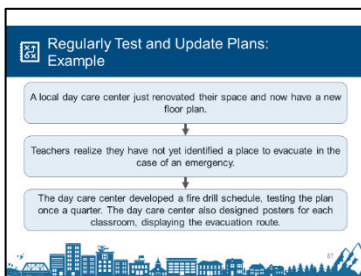 Regularly Test and Update Plans:
Example
A local day care center just renovated their space and now have a new
floor plan.
Teachers realize they have not yet identified a place to evacuate in the
case of an emergency.
The day care center developed a fire drill schedule, testing the plan
once a quarter. The day care center also designed posters for each
classroom, displaying the evacuation route.